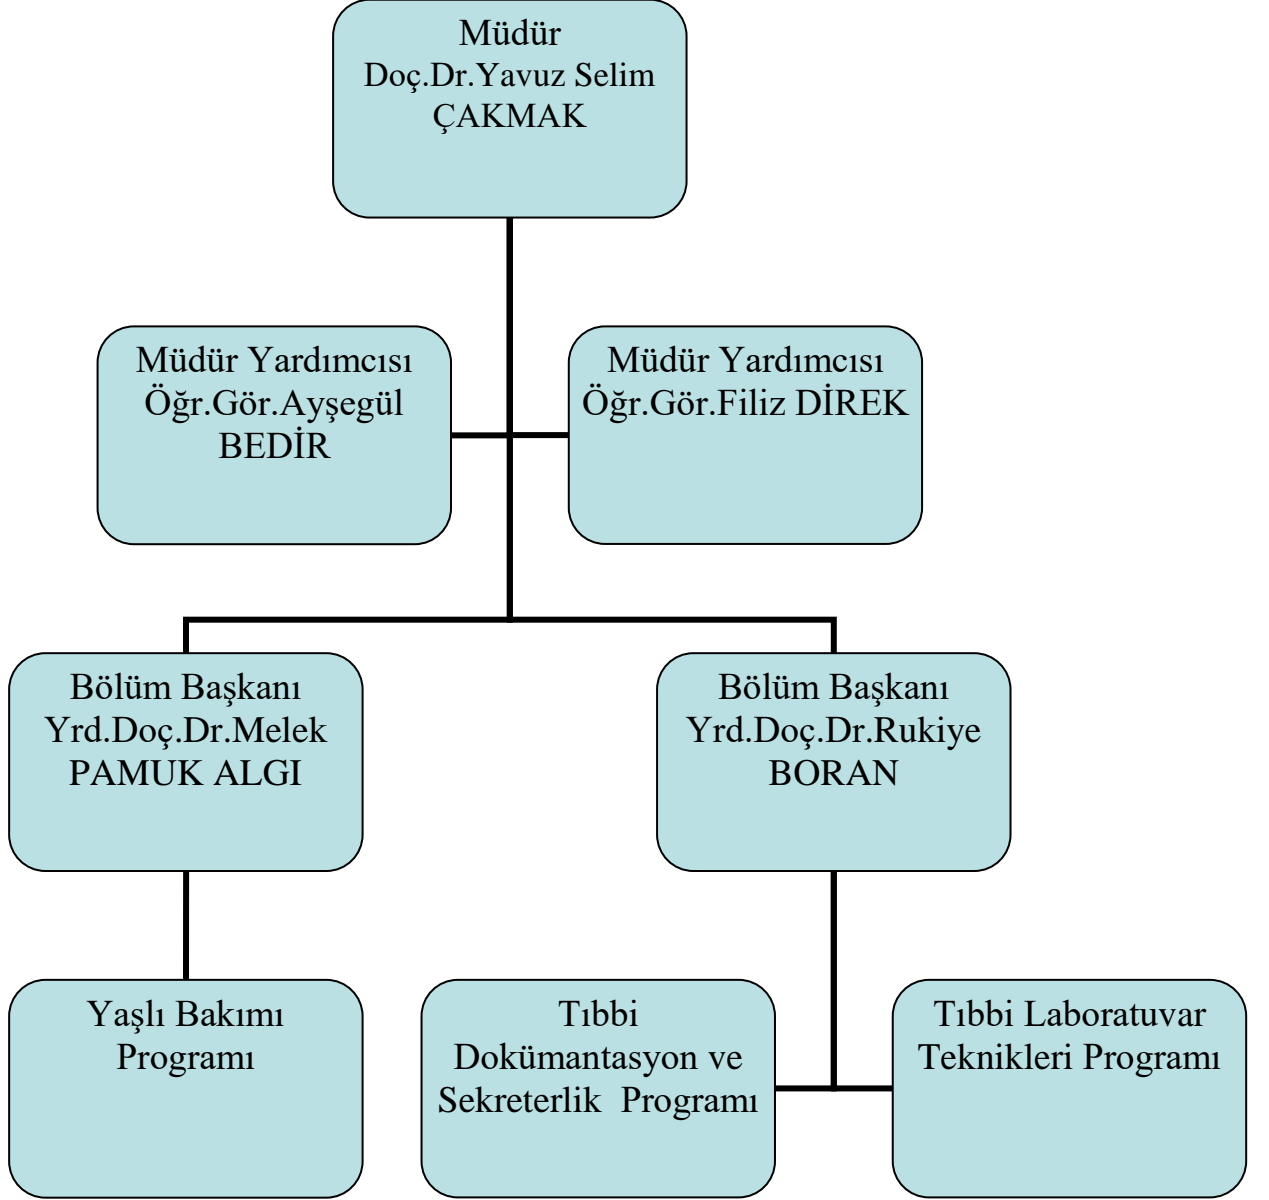 Müdür
Doç.Dr.Yavuz Selim
ÇAKMAK
Müdür Yardımcısı
Öğr.Gör.Ayşegül
BEDİR
Müdür Yardımcısı
Öğr.Gör.Filiz DİREK
Bölüm Başkanı
Yrd.Doç.Dr.Melek
PAMUK ALGI
Bölüm Başkanı
Yrd.Doç.Dr.Rukiye
BORAN
Yaşlı Bakımı
Programı
Tıbbi
Dokümantasyon ve
Sekreterlik  Programı
Tıbbi Laboratuvar
Teknikleri Programı